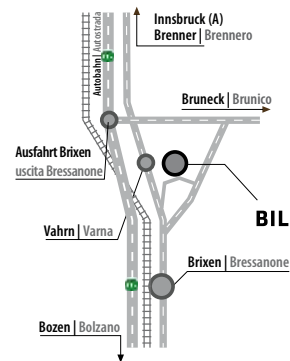 Innsbruck (A)
Brenner | Brennero
Autobahn | Autostrada
Bruneck | Brunico
Ausfahrt Brixen
uscita Bressanone
BIL
Vahrn | Varna
Brixen | Bressanone
Bozen | Bolzano